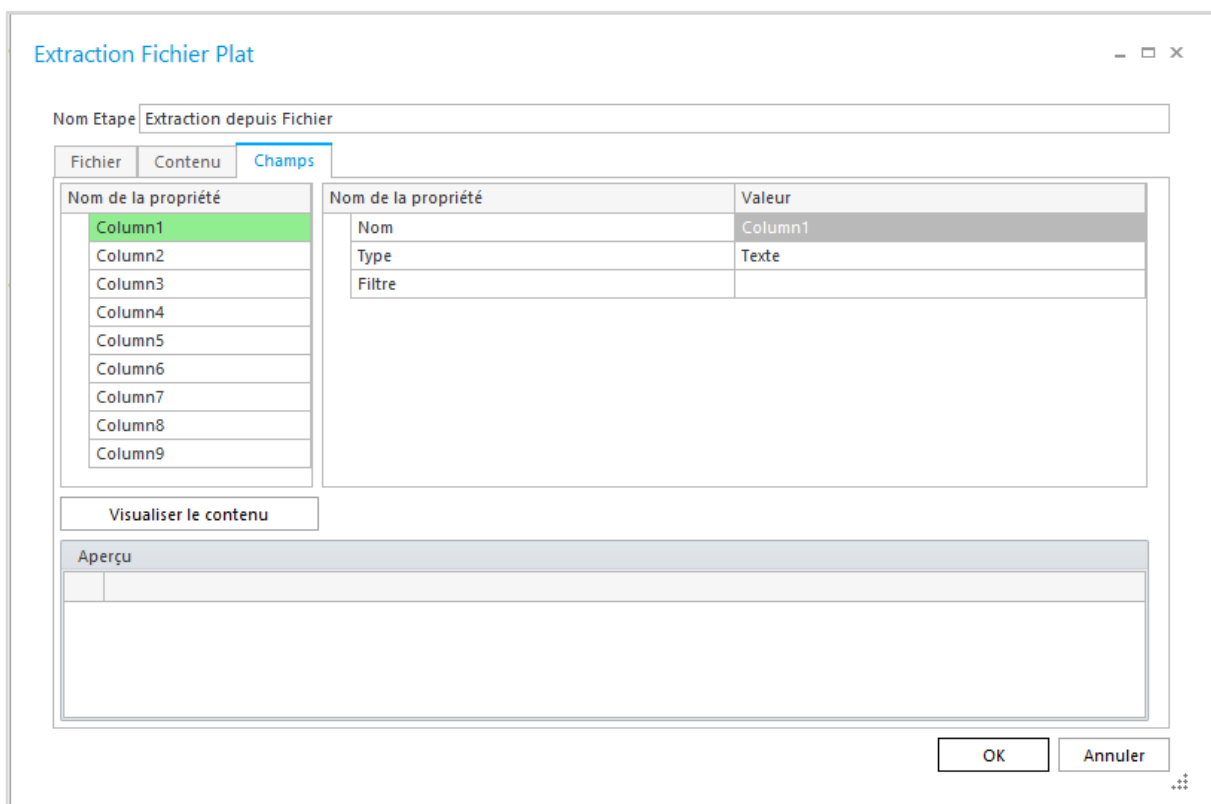 Extraction Fichier Plat
Nom Etape Extraction depuis Fichier
Fichier Contenu Champs
Nom de la propriété Nom de la propriété Valeur
Column1 Nom Column1
Column2 Type Texte
Column3 Filtre
Column4
Column5
Column6
Column7
Column8
Column9
Visualiser le contenu
Aperçu
OK Annuler